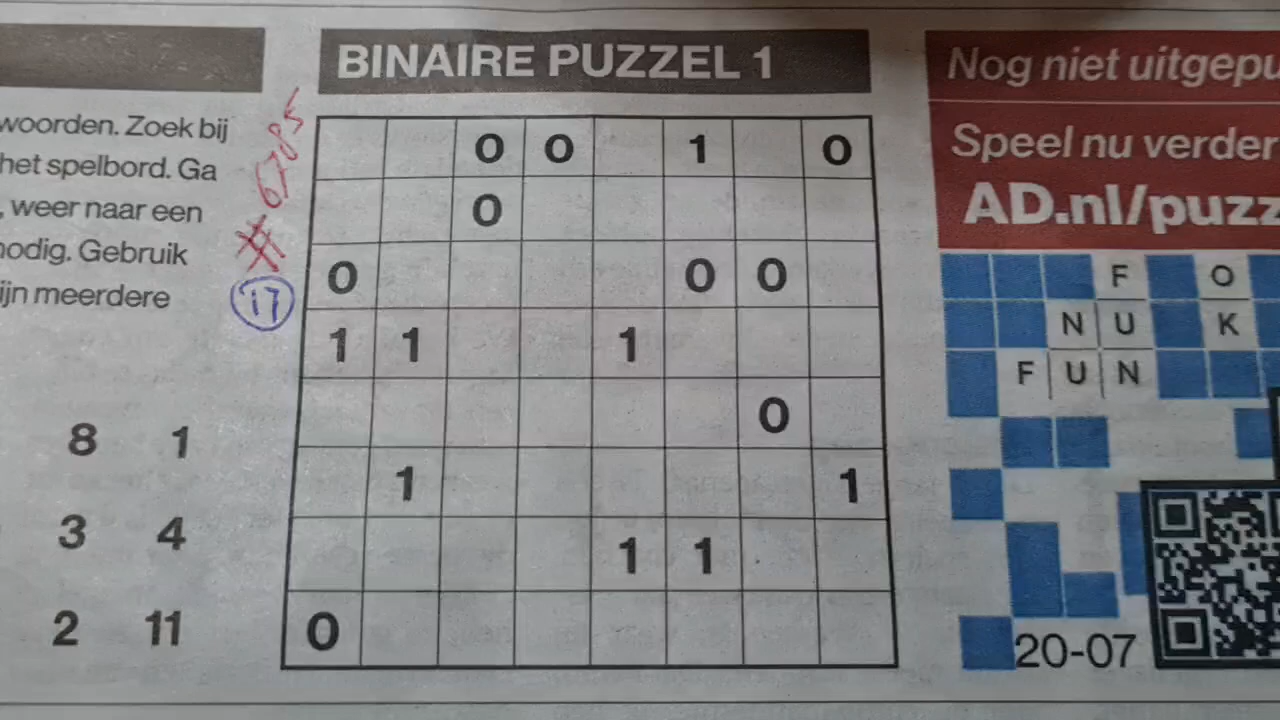 BINAIRE PUZZEL 1
woorden. Zoek bij
het spelbord. Ga
, weer naar een
nodig. Gebruik
ijn meerdere
# 6785
17
8 1
3 4
2 11
0 0 1 0
0
0 0 0
1 1 1
0
1 1
1 1
0
Nog niet uitgepu
Speel nu verder
AD.nl/puzz
F O
N U K
F U N
20-07